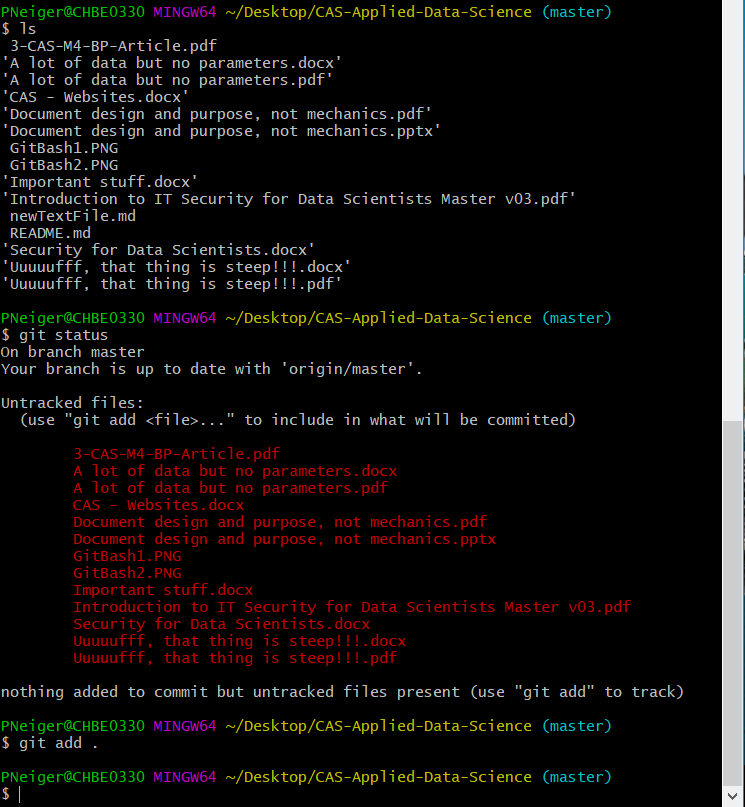 PNeiger@CHBE0330 MINGW64 ~/Desktop/CAS-Applied-Data-Science (master)
$ ls
 3-CAS-M4-BP-Article.pdf
'A lot of data but no parameters.docx'
'A lot of data but no parameters.pdf'
'CAS - Websites.docx'
'Document design and purpose, not mechanics.pdf'
'Document design and purpose, not mechanics.pptx'
 GitBash1.PNG
 GitBash2.PNG
'Important stuff.docx'
'Introduction to IT Security for Data Scientists Master v03.pdf'
 newTextFile.md
 README.md
'Security for Data Scientists.docx'
'Uuuuufff, that thing is steep!!!.docx'
'Uuuuufff, that thing is steep!!!.pdf'

PNeiger@CHBE0330 MINGW64 ~/Desktop/CAS-Applied-Data-Science (master)
$ git status
On branch master
Your branch is up to date with 'origin/master'.

Untracked files:
  (use "git add <file>..." to include in what will be committed)

        3-CAS-M4-BP-Article.pdf
        A lot of data but no parameters.docx
        A lot of data but no parameters.pdf
        CAS - Websites.docx
        Document design and purpose, not mechanics.pdf
        Document design and purpose, not mechanics.pptx
        GitBash1.PNG
        GitBash2.PNG
        Important stuff.docx
        Introduction to IT Security for Data Scientists Master v03.pdf
        Security for Data Scientists.docx
        Uuuuufff, that thing is steep!!!.docx
        Uuuuufff, that thing is steep!!!.pdf

nothing added to commit but untracked files present (use "git add" to track)

PNeiger@CHBE0330 MINGW64 ~/Desktop/CAS-Applied-Data-Science (master)
$ git add .

PNeiger@CHBE0330 MINGW64 ~/Desktop/CAS-Applied-Data-Science (master)
$